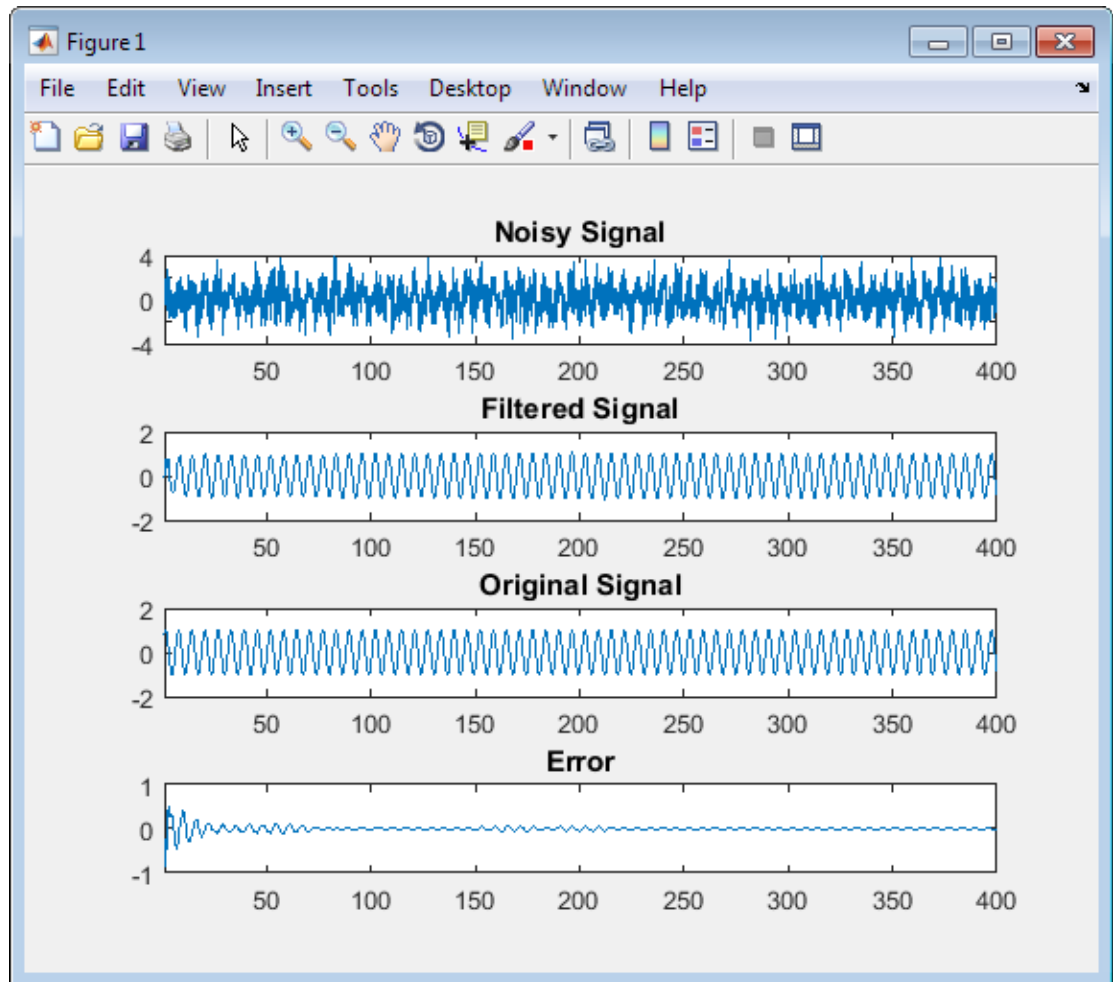 Figure 1
File Edit View Insert Tools Desktop Window Help
Noisy Signal
4
0
-4
50 100 150 200 250 300 350 400
Filtered Signal
2
0
-2
50 100 150 200 250 300 350 400
Original Signal
2
0
-2
50 100 150 200 250 300 350 400
Error
1
0
-1
50 100 150 200 250 300 350 400